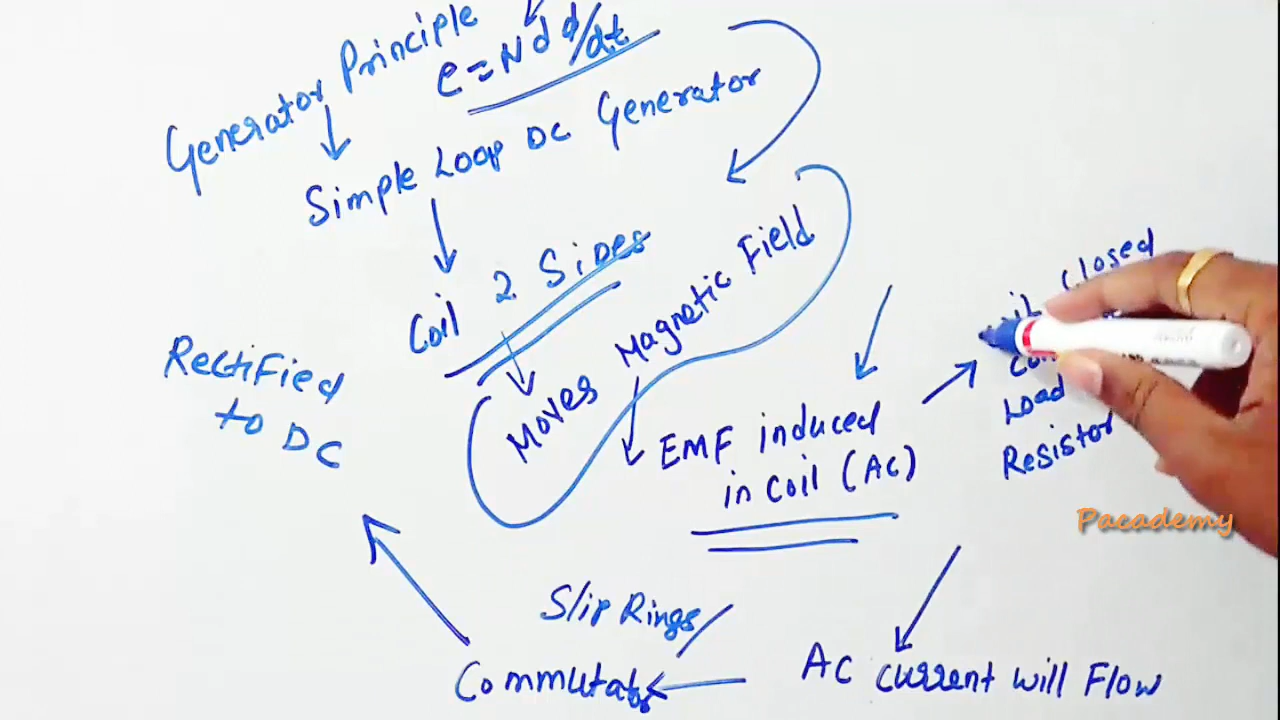 Generator Principle
e = N d d/dt
Simple Loop DC Generator
Coil 2 Sides
Moves Magnetic Field
EMF induced
in coil (AC)
Closed
Load
Resistor
Pacademy
AC current will Flow
Slip Rings/
Commutator
Rectified
to DC